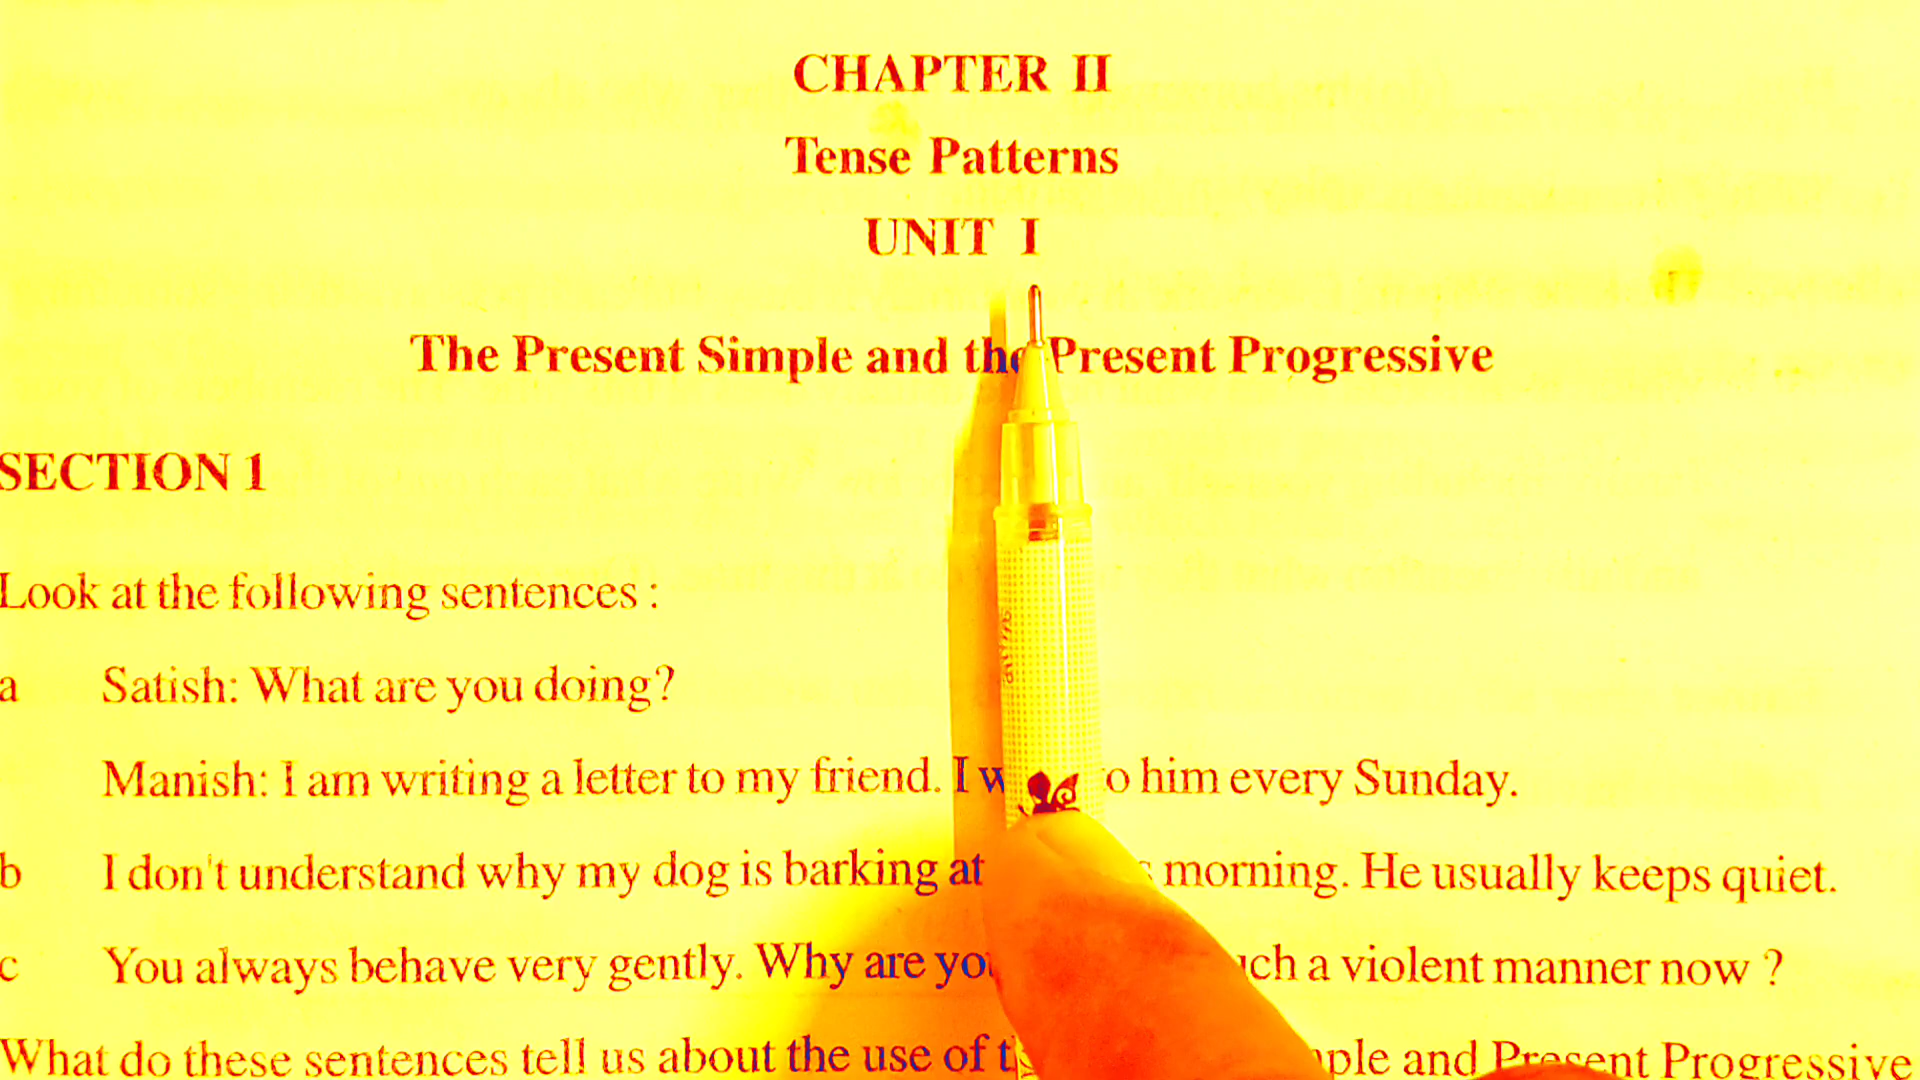 CHAPTER II
Tense Patterns
UNIT I
The Present Simple and the Present Progressive
SECTION 1
Look at the following sentences :
a Satish: What are you doing?
Manish: I am writing a letter to my friend. I him every Sunday.
b I don't understand why my dog is barking at morning. He usually keeps quiet.
c You always behave very gently. Why are a violent manner now ?
What do these sentences tell us about the use of and Present Progressive